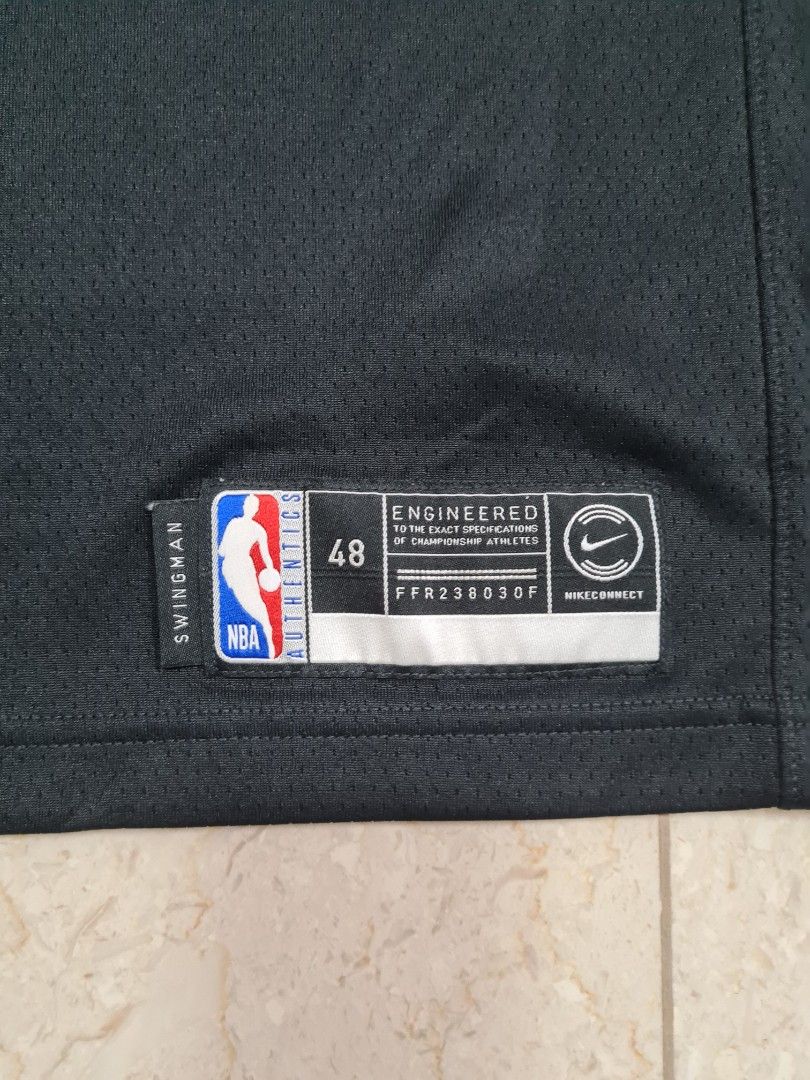 SWINGMAN
NBA
AUTHENTICS
48
ENGINEERED
TO THE EXACT SPECIFICATIONS
OF CHAMPIONSHIP ATHLETES
FFR238030F
NIKECONNECT